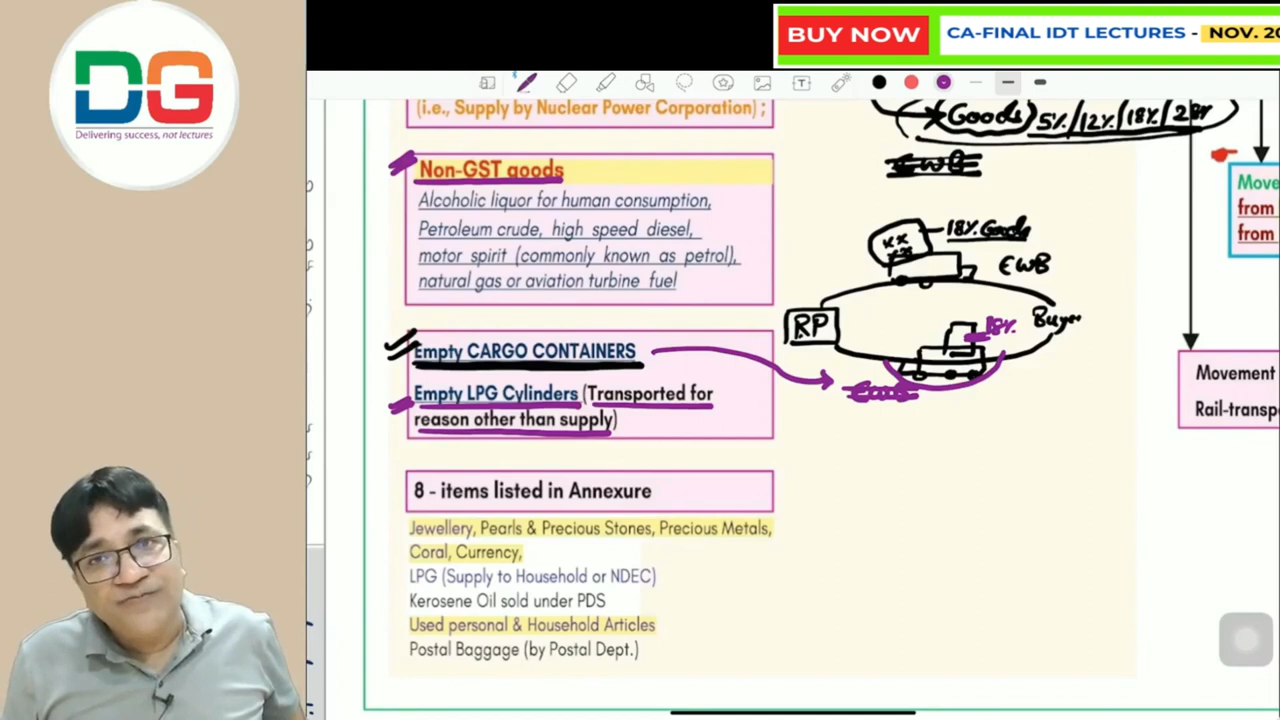 DG
Delivering success, not lectures
BUY NOW
CA-FINAL IDT LECTURES - NOV. 20
(i.e., Supply by Nuclear Power Corporation) ;
Goods 5%/12%/18%/28%
EWB
Non-GST goods
Alcoholic liquor for human consumption,
Petroleum crude, high speed diesel,
motor spirit (commonly known as petrol),
natural gas or aviation turbine fuel
XX
XX
18% Goods
EWB
RP
18%
Buyer
Empty CARGO CONTAINERS
Empty LPG Cylinders (Transported for
reason other than supply)
Move
from
from
Movement
Rail-transp
8 - items listed in Annexure
Jewellery, Pearls & Precious Stones, Precious Metals,
Coral, Currency,
LPG (Supply to Household or NDEC)
Kerosene Oil sold under PDS
Used personal & Household Articles
Postal Baggage (by Postal Dept.)